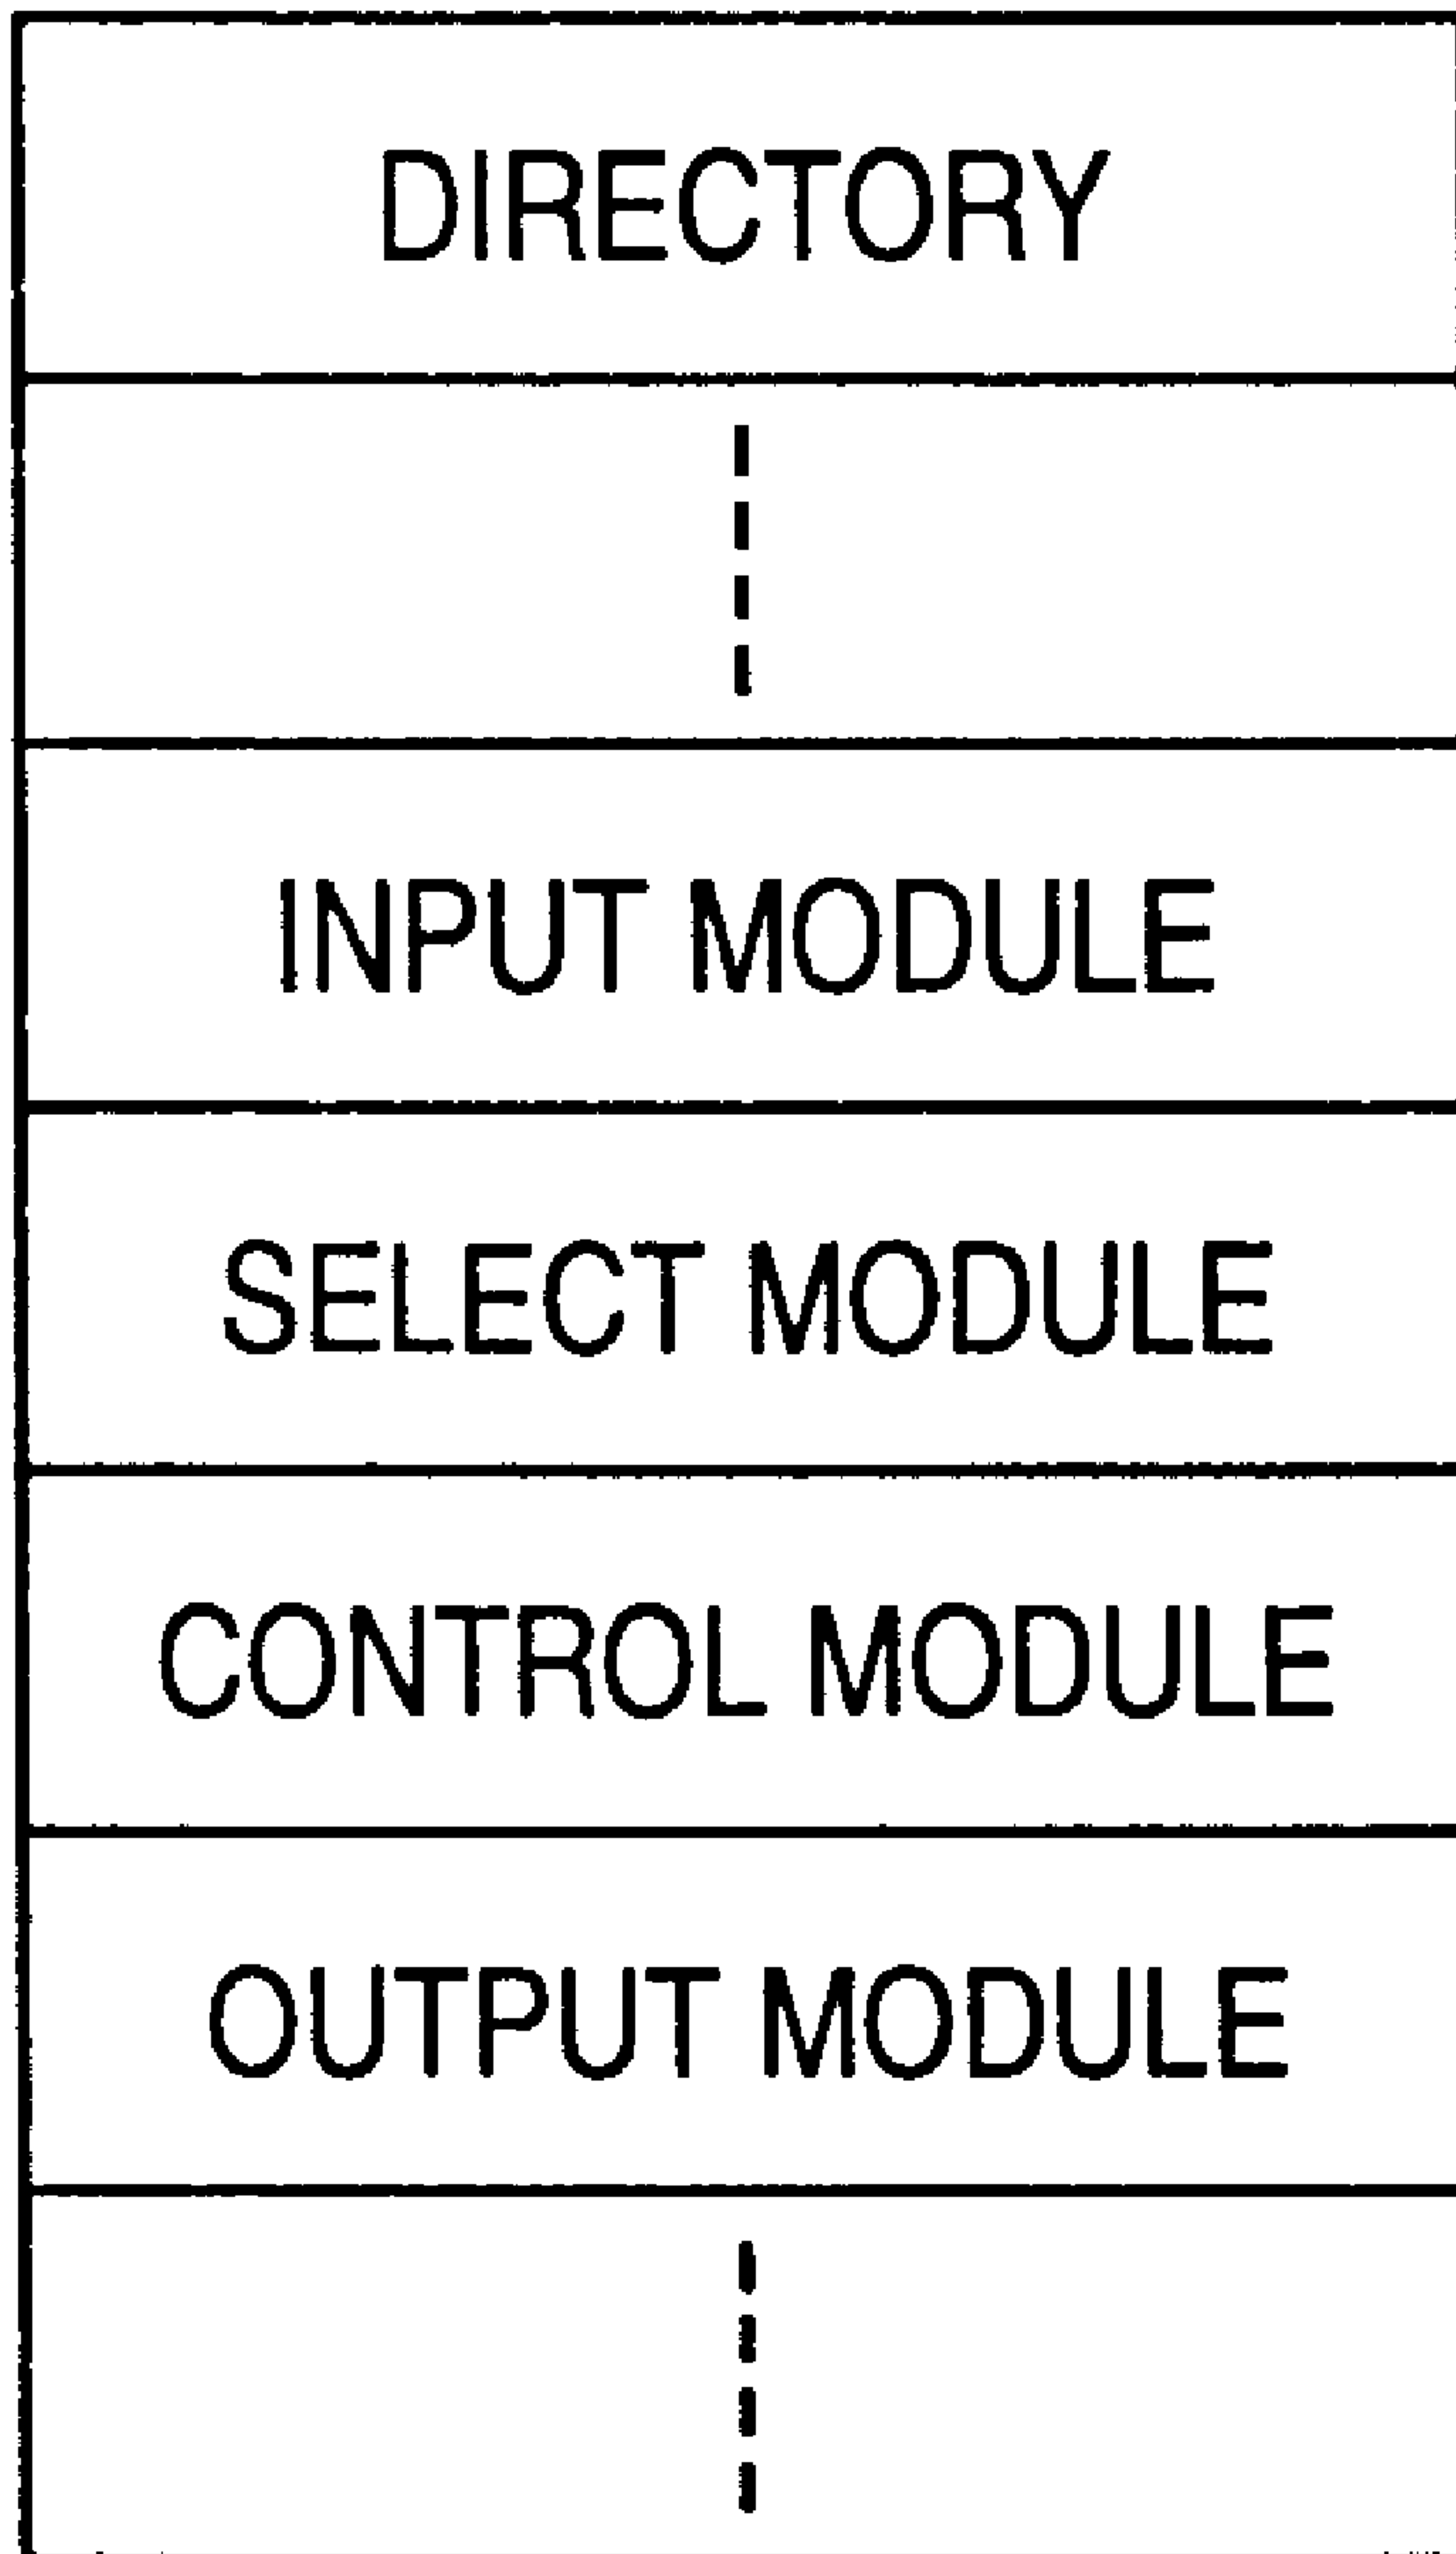 DIRECTORY
INPUT MODULE
SELECT MODULE
CONTROL MODULE
OUTPUT MODULE